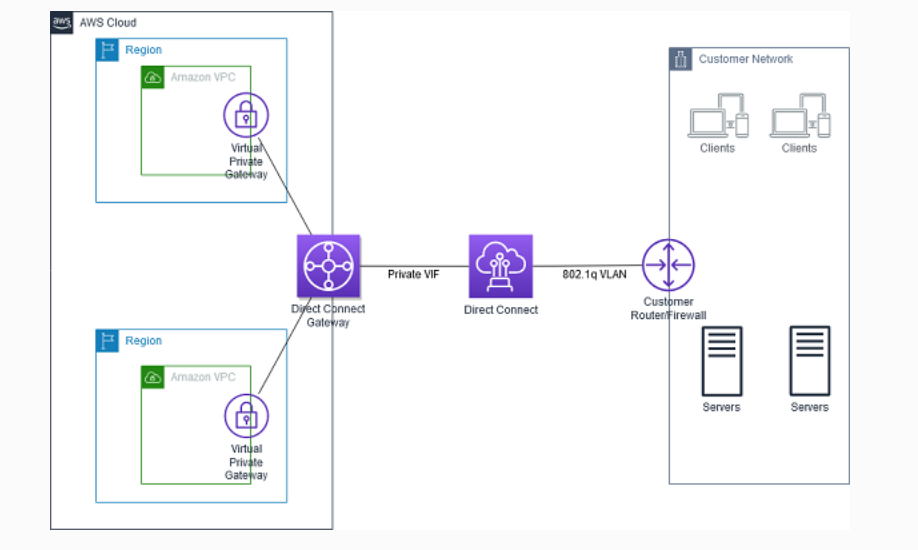 aws
AWS Cloud
Region
Amazon VPC
Virtual
Private
Gateway
Direct Connect
Gateway
Private VIF
Direct Connect
802.1q VLAN
Customer
Router/Firewall
Customer Network
Clients
Clients
Servers
Servers
Region
Amazon VPC
Virtual
Private
Gateway